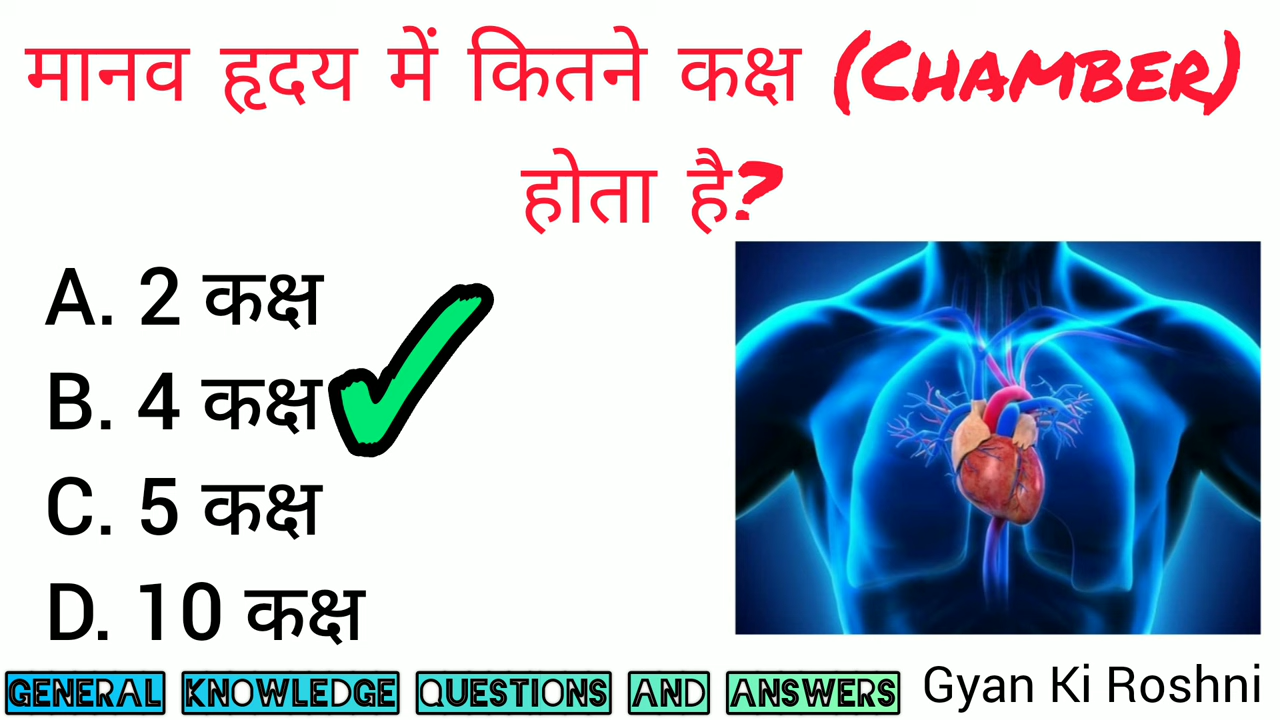 मानव हृदय में कितने कक्ष (CHAMBER)
होता है?
A. 2 कक्ष
B. 4 कक्ष
C. 5 कक्ष
D. 10 कक्ष
GENERAL KNOWLEDGE QUESTIONS AND ANSWERS
Gyan Ki Roshni